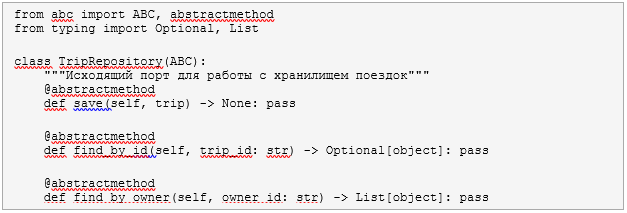 from abc import ABC, abstractmethod
from typing import Optional, List
class TripRepository(ABC):
"""Исходящий порт для работы с хранилищем поездок"""
@abstractmethod
def save(self, trip) -> None: pass
@abstractmethod
def find_by_id(self, trip_id: str) -> Optional[object]: pass
@abstractmethod
def find_by_owner(self, owner_id: str) -> List[object]: pass